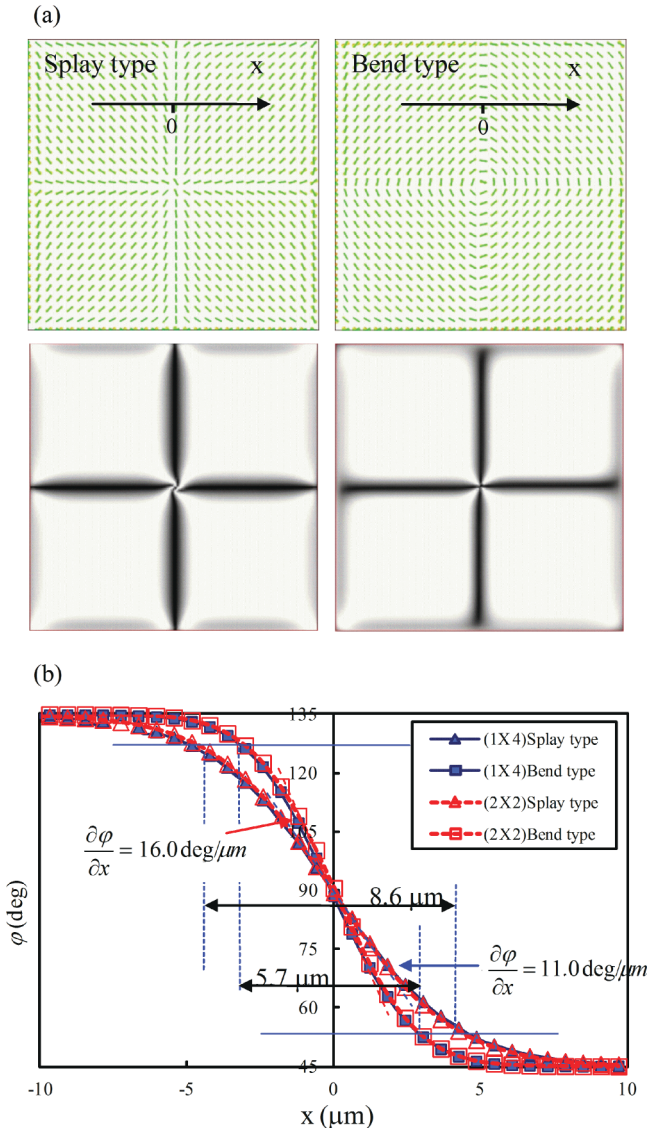 (a)
Splay type
x
0
Bend type
x
0
(b)
135
120
105
90
75
60
45
φ (deg)
(1X4)Splay type
(1X4)Bend type
(2X2)Splay type
(2X2)Bend type
∂φ/∂x = 16.0 deg/μm
8.6 μm
5.7 μm
∂φ/∂x = 11.0 deg/μm
-10 -5 0 5 10
x (μm)